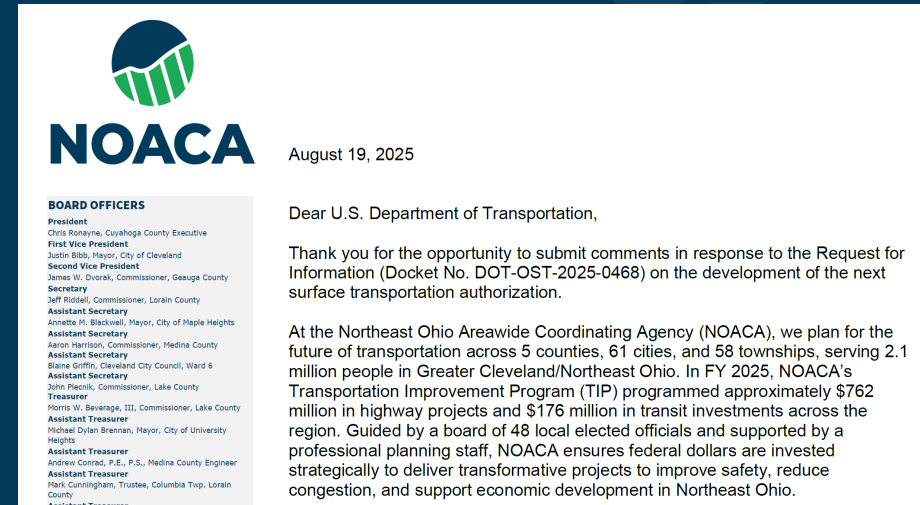 NOACA
August 19, 2025
BOARD OFFICERS
President
Chris Ronayne, Cuyahoga County Executive
First Vice President
Justin Bibb, Mayor, City of Cleveland
Second Vice President
James W. Dvorak, Commissioner, Geauga County
Secretary
Jeff Riddell, Commissioner, Lorain County
Assistant Secretary
Annette M. Blackwell, Mayor, City of Maple Heights
Assistant Secretary
Aaron Harrison, Commissioner, Medina County
Assistant Secretary
Blaine Griffin, Cleveland City Council, Ward 6
Assistant Secretary
John Plecnik, Commissioner, Lake County
Treasurer
Morris W. Beverage, III, Commissioner, Lake County
Assistant Treasurer
Michael Dylan Brennan, Mayor, City of University
Heights
Assistant Treasurer
Andrew Conrad, P.E., P.S., Medina County Engineer
Assistant Treasurer
Mark Cunningham, Trustee, Columbia Twp. Lorain
County
Assistant Treasurer
Dear U.S. Department of Transportation,
Thank you for the opportunity to submit comments in response to the Request for
Information (Docket No. DOT-OST-2025-0468) on the development of the next
surface transportation authorization.
At the Northeast Ohio Areawide Coordinating Agency (NOACA), we plan for the
future of transportation across 5 counties, 61 cities, and 58 townships, serving 2.1
million people in Greater Cleveland/Northeast Ohio. In FY 2025, NOACA's
Transportation Improvement Program (TIP) programmed approximately $762
million in highway projects and $176 million in transit investments across the
region. Guided by a board of 48 local elected officials and supported by a
professional planning staff, NOACA ensures federal dollars are invested
strategically to deliver transformative projects to improve safety, reduce
congestion, and support economic development in Northeast Ohio.